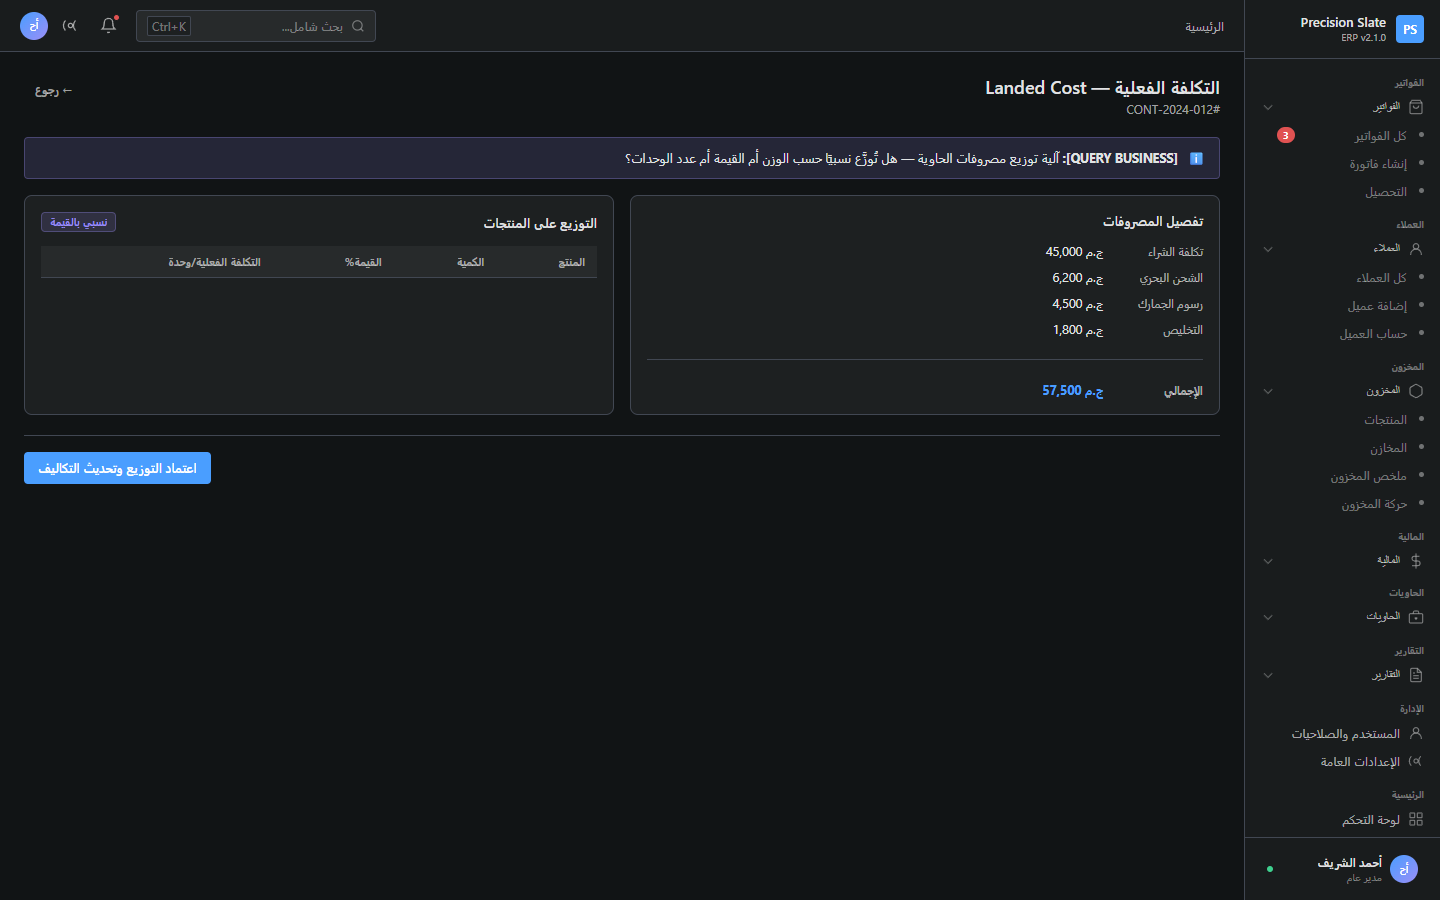 PS
Precision Slate
ERP v2.1.0
الفواتير
الفواتير
كل الفواتير
3
إنشاء فاتورة
التحصيل
العملاء
العملاء
كل العملاء
إضافة عميل
حساب العميل
المخزون
المخزون
المنتجات
المخازن
ملخص المخزون
حركة المخزون
المالية
المالية
الحاويات
الحاويات
التقارير
التقارير
الإدارة
المستخدم والصلاحيات
الإعدادات العامة
الرئيسية
لوحة التحكم
أح
أحمد الشريف
مدير عام
الرئيسية
بحث شامل...
Ctrl+K
أح
التكلفة الفعلية — Landed Cost
CONT-2024-012#
← رجوع
[QUERY BUSINESS]: آلية توزيع مصروفات الحاوية — هل تُوزَّع نسبيًا حسب الوزن أم القيمة أم عدد الوحدات؟
تفصيل المصروفات
تكلفة الشراء ج.م 45,000
الشحن البحري ج.م 6,200
رسوم الجمارك ج.م 4,500
التخليص ج.م 1,800
الإجمالي ج.م 57,500
التوزيع على المنتجات
نسبي بالقيمة
المنتج الكمية القيمة% التكلفة الفعلية/وحدة
اعتماد التوزيع وتحديث التكاليف